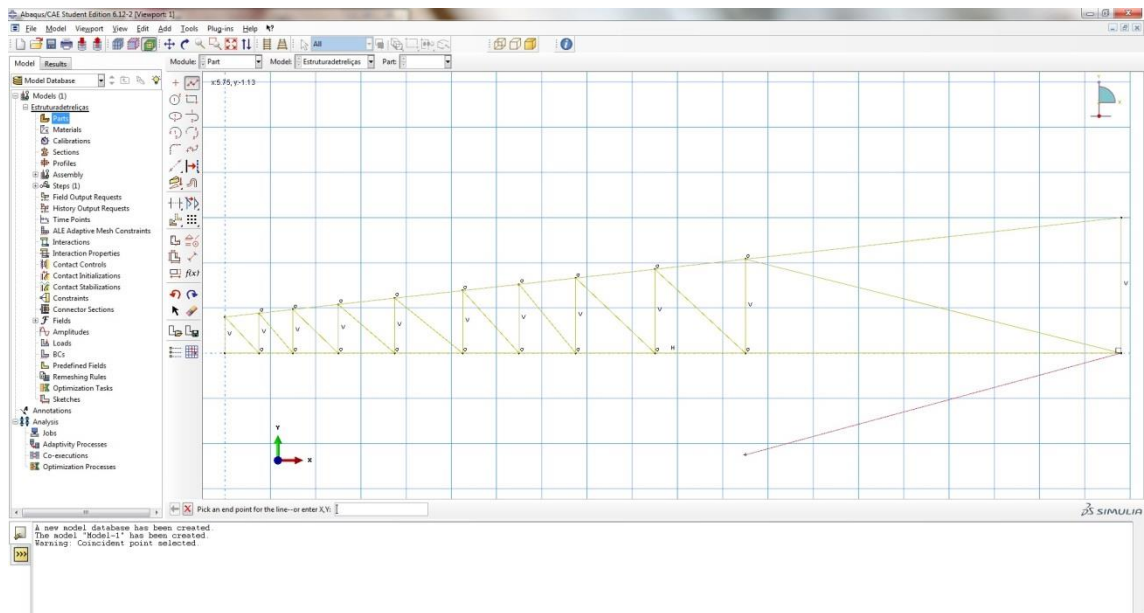 Abaqus/CAE Student Edition 6.12-2 [Viewport: 1]
File Model Viewport View Edit Add Tools Plug-ins Help
All
Model Results
Module: Part Model: Estruturadetreliças Part:
Model Database
x:5.75, y:-1.13
Models (1)
Estruturadetreliças
Parts
Materials
Calibrations
Sections
Profiles
Assembly
Steps (1)
Field Output Requests
History Output Requests
Time Points
ALE Adaptive Mesh Constraints
Interactions
Interaction Properties
Contact Controls
Contact Initializations
Contact Stabilizations
Constraints
Connector Sections
Fields
Amplitudes
Loads
BCs
Predefined Fields
Remeshing Rules
Optimization Tasks
Sketches
Annotations
Analysis
Jobs
Adaptivity Processes
Co-executions
Optimization Processes
f(x)
V V V V V V V V V V V
H
Y
X
Pick an end point for the line--or enter X,Y:
SIMULIA
A new model database has been created.
The model "Model-1" has been created.
Warning: Coincident point selected.
>>>